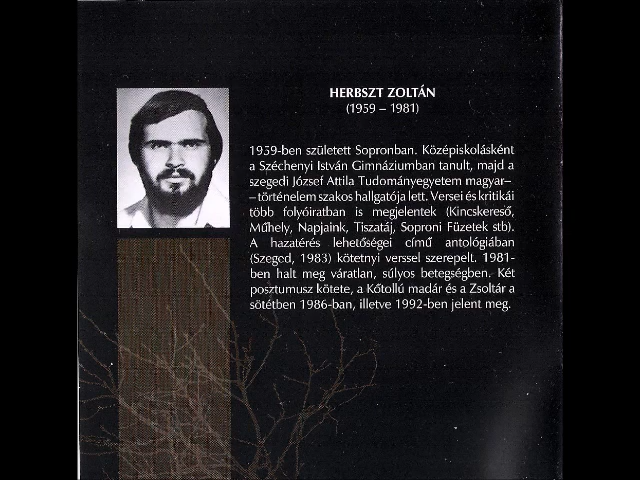 HERBSZT ZOLTÁN
(1959 – 1981)
1959-ben született Sopronban. Középiskolásként
a Széchenyi István Gimnáziumban tanult, majd a
szegedi József Attila Tudományegyetem magyar–
– történelem szakos hallgatója lett. Versei és kritikái
több folyóiratban is megjelentek (Kincskereső,
Műhely, Napjaink, Tiszatáj, Soproni Füzetek stb).
A hazatérés lehetőségei című antológiában
(Szeged, 1983) kötetnyi verssel szerepelt. 1981-
ben halt meg váratlan, súlyos betegségben. Két
posztumusz kötete, a Kőtollú madár és a Zsoltár a
sötétben 1986-ban, illetve 1992-ben jelent meg.